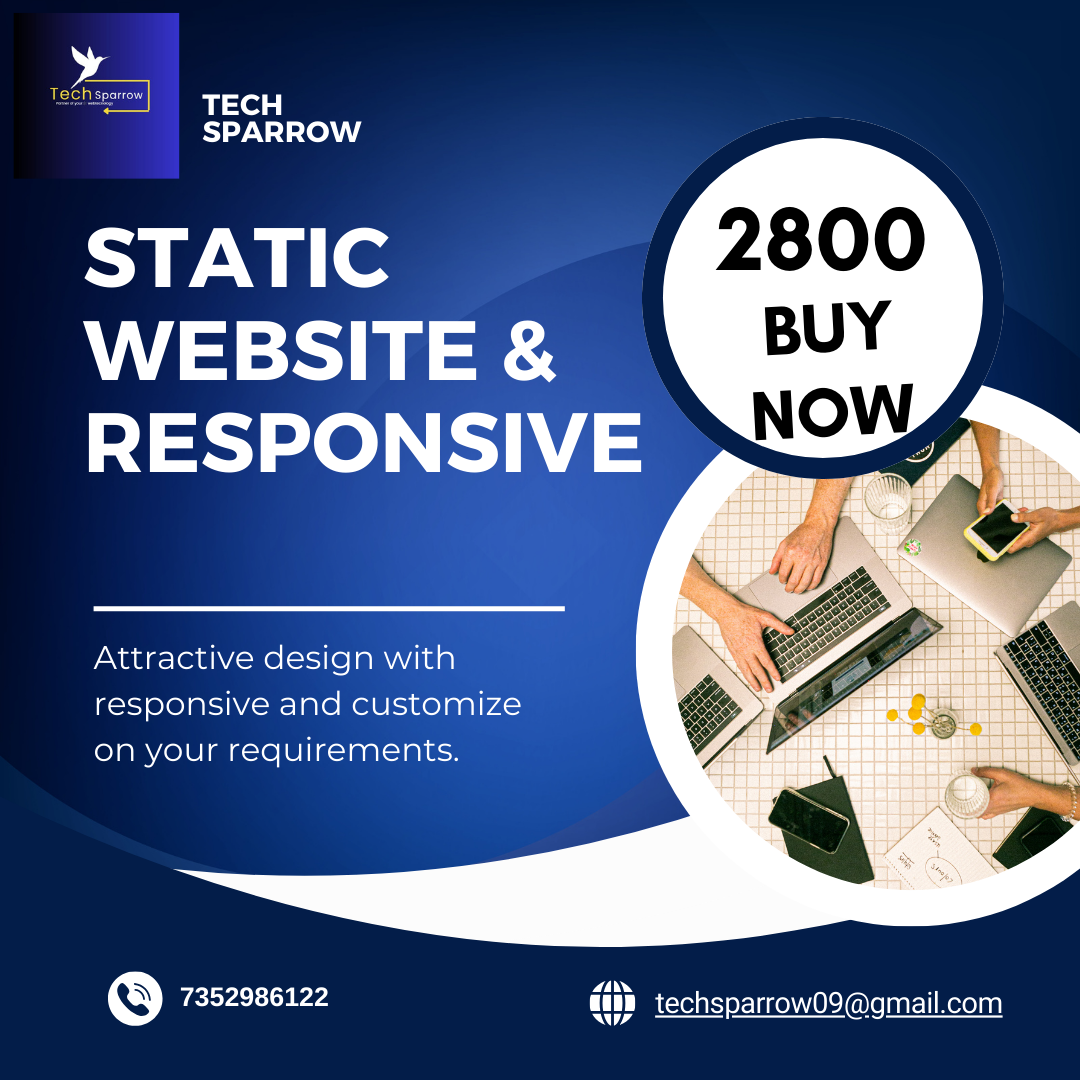 Tech Sparrow
TECH
SPARROW
STATIC
WEBSITE &
RESPONSIVE
2800
BUY
NOW
Attractive design with
responsive and customize
on your requirements.
7352986122
techsparrow09@gmail.com